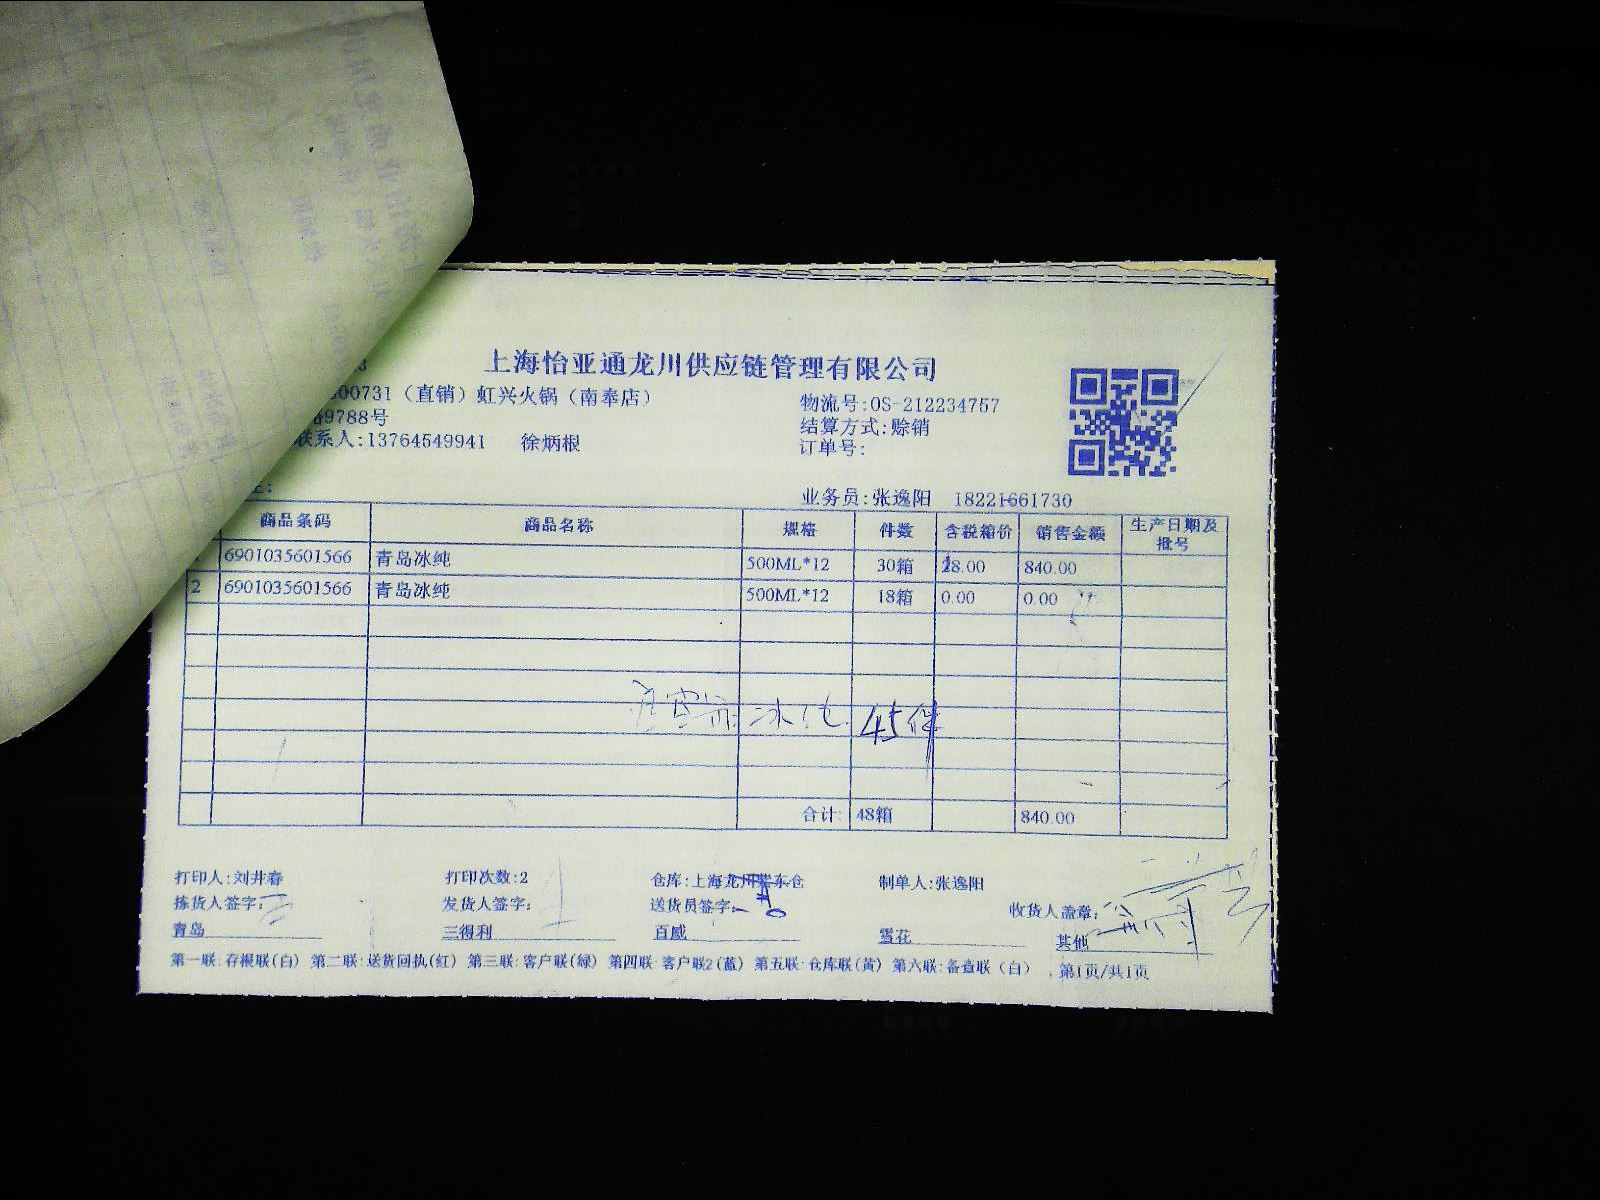 上海怡亚通龙川供应链管理有限公司
00731（直销）虹兴火锅（南奉店）
物流号:OS-212234757
9788号
结算方式:赊销
联系人:13764549941 徐炳根
订单号:
业务员:张逸阳 18221661730
商品条码 商品名称 规格 件数 含税箱价 销售金额 生产日期及批号
6901035601566 青岛冰纯 500ML*12 30箱 28.00 840.00
2 6901035601566 青岛冰纯 500ML*12 18箱 0.00 0.00
冰纯 45件
合计: 48箱 840.00
打印人:刘井春 打印次数:2 仓库:上海龙川 东仓 制单人:张逸阳
拣货人签字: 发货人签字: 送货员签字: 收货人盖章:
青岛 三得利 百威 雪花 其他
第一联:存根联(白) 第二联:送货回执(红) 第三联:客户联(绿) 第四联:客户联2(蓝) 第五联:仓库联(黄) 第六联:备查联（白） ，第1页/共1页